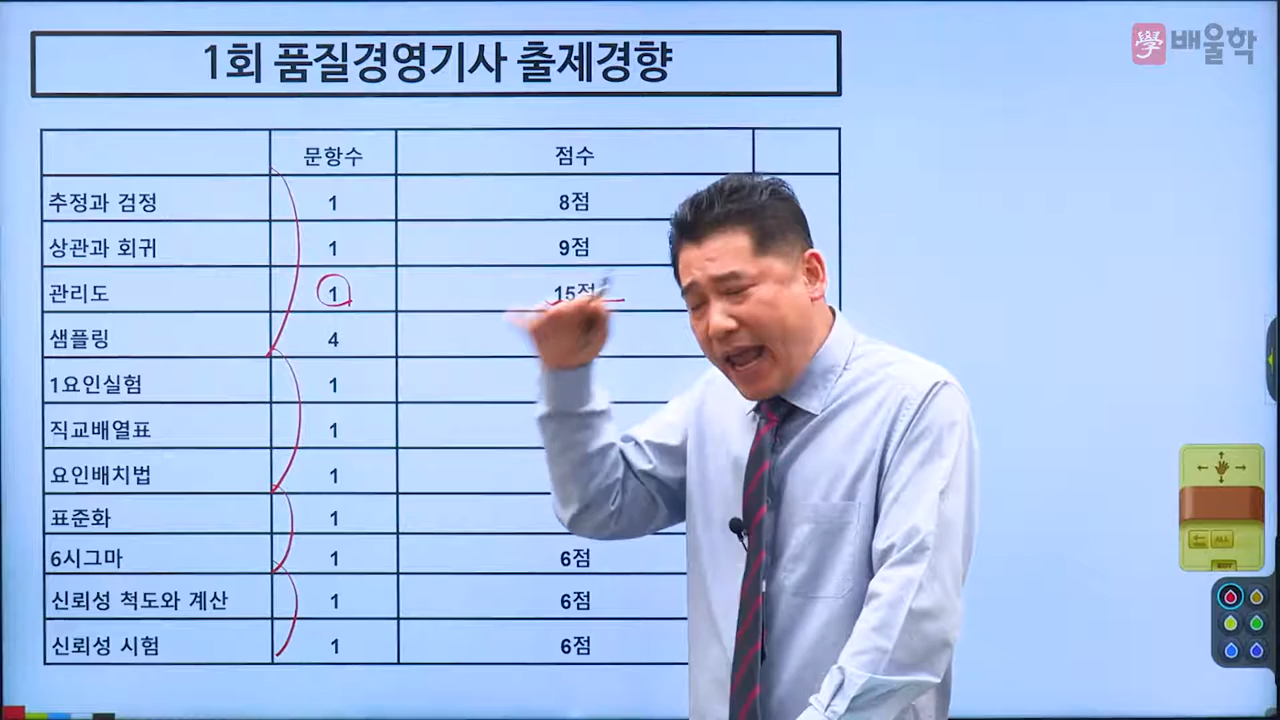 1회 품질경영기사 출제경향
學 배울학
문항수 점수
추정과 검정 1 8점
상관과 회귀 1 9점
관리도 1 15점
샘플링 4
1요인실험 1
직교배열표 1
요인배치법 1
표준화 1
6시그마 1 6점
신뢰성 척도와 계산 1 6점
신뢰성 시험 1 6점
ALL
EXIT